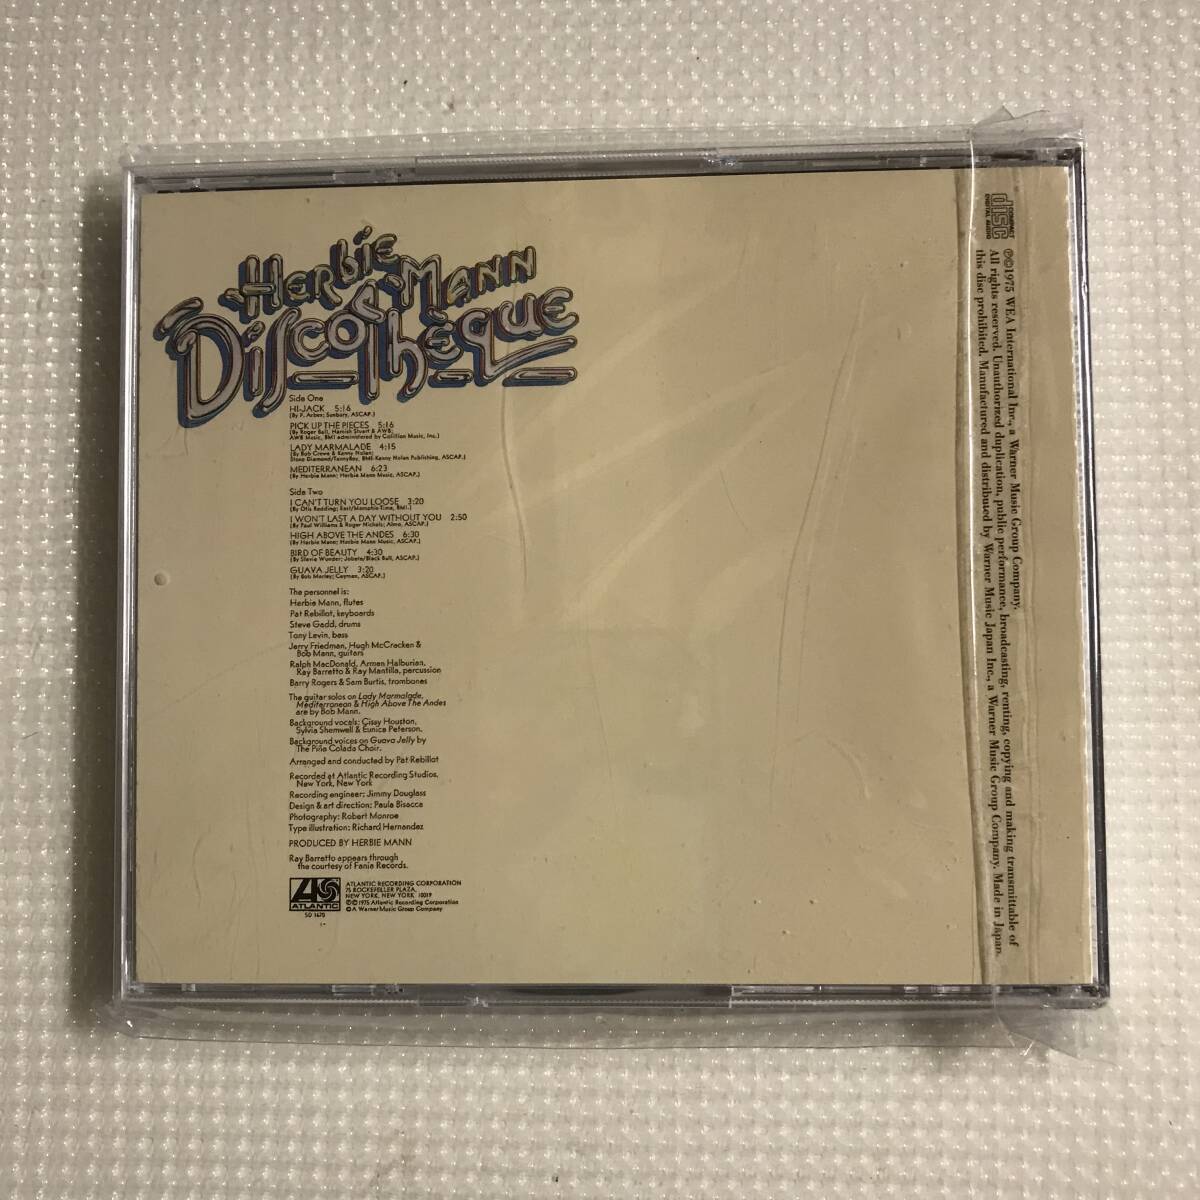 Herbie Mann
Discothèque
Side One
HI-JACK 5:16
(By F. Arbex; Sunbury, ASCAP.)
PICK UP THE PIECES 5:16
(By Roger Ball, Hamish Stuart & AWB;
AWB Music, BMI administered by Collition Music, Inc.)
LADY MARMALADE 4:15
(By Bob Crewe & Kenny Nolan;
Stone Diamond/TannyBoy, BMI-Kenny Nolan Publishing, ASCAP.)
MEDITERRANEAN 6:23
(By Herbie Mann; Herbie Mann Music, ASCAP.)
Side Two
I CAN'T TURN YOU LOOSE 3:20
(By Otis Redding; East/Memphis-Time, BMI.)
I WON'T LAST A DAY WITHOUT YOU 2:50
(By Paul Williams & Roger Nichols; Almo, ASCAP.)
HIGH ABOVE THE ANDES 6:30
(By Herbie Mann; Herbie Mann Music, ASCAP.)
BIRD OF BEAUTY 4:30
(By Stevie Wonder; Jobete/Black Bull, ASCAP.)
GUAVA JELLY 3:20
(By Bob Marley; Cayman, ASCAP.)
The personnel is:
Herbie Mann, flutes
Pat Rebillot, keyboards
Steve Gadd, drums
Tony Levin, bass
Jerry Friedman, Hugh McCracken &
Bob Mann, guitars
Ralph MacDonald, Armen Halburian,
Ray Barretto & Ray Mantilla, percussion
Barry Rogers & Sam Burtis, trombones
The guitar solos on Lady Marmalade,
Mediterranean & High Above The Andes
are by Bob Mann.
Background vocals: Cissy Houston,
Sylvia Shemwell & Eunice Peterson.
Background voices on Guava Jelly by
The Piña Colada Choir.
Arranged and conducted by Pat Rebillot
Recorded at Atlantic Recording Studios,
New York, New York
Recording engineer: Jimmy Douglass
Design & art direction: Paula Bisacca
Photography: Robert Monroe
Type illustration: Richard Hernandez
PRODUCED BY HERBIE MANN
Ray Barretto appears through
the courtesy of Fania Records.
ATLANTIC
SD 1670
ATLANTIC RECORDING CORPORATION
75 ROCKEFELLER PLAZA,
NEW YORK, NEW YORK 10019
℗©1975 Atlantic Recording Corporation
© A Warner Music Group Company
COMPACT
disc
DIGITAL AUDIO
℗©1975 WEA International Inc., a Warner Music Group Company.
All rights reserved. Unauthorized duplication, public performance, broadcasting, renting, copying and making transmittable of
this disc prohibited. Manufactured and distributed by Warner Music Japan Inc., a Warner Music Group Company. Made in Japan.